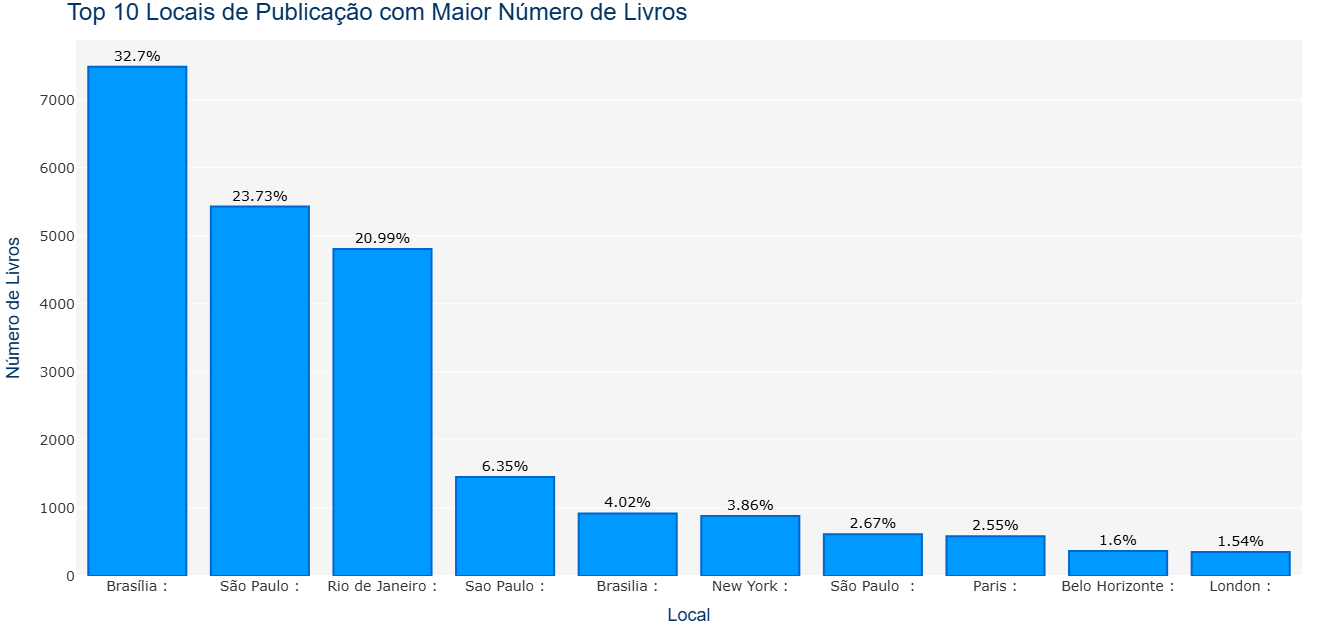 Top 10 Locais de Publicação com Maior Número de Livros
32.7%
23.73%
20.99%
6.35%
4.02%
3.86%
2.67%
2.55%
1.6%
1.54%
7000
6000
5000
4000
3000
2000
1000
0
Número de Livros
Brasília :
São Paulo :
Rio de Janeiro :
Sao Paulo :
Brasilia :
New York :
São Paulo  :
Paris :
Belo Horizonte :
London :
Local